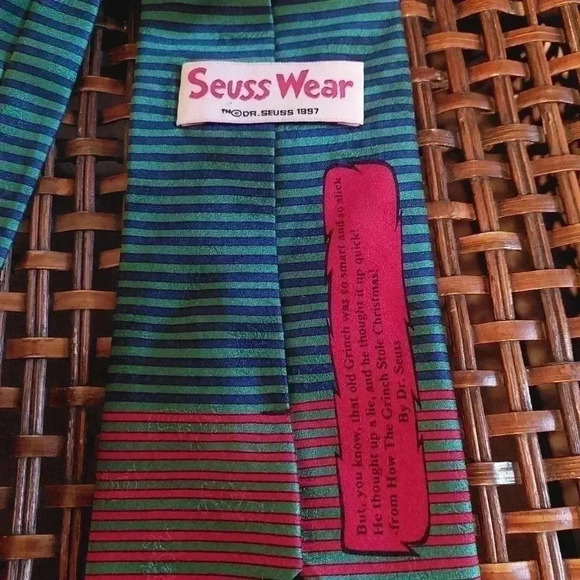 Seuss Wear
™©DR. SEUSS 1997
But, you know, that old Grinch was so smart and so slick
He thought up a lie, and he thought it up quick!
-from How The Grinch Stole Christmas!
By Dr. Seuss